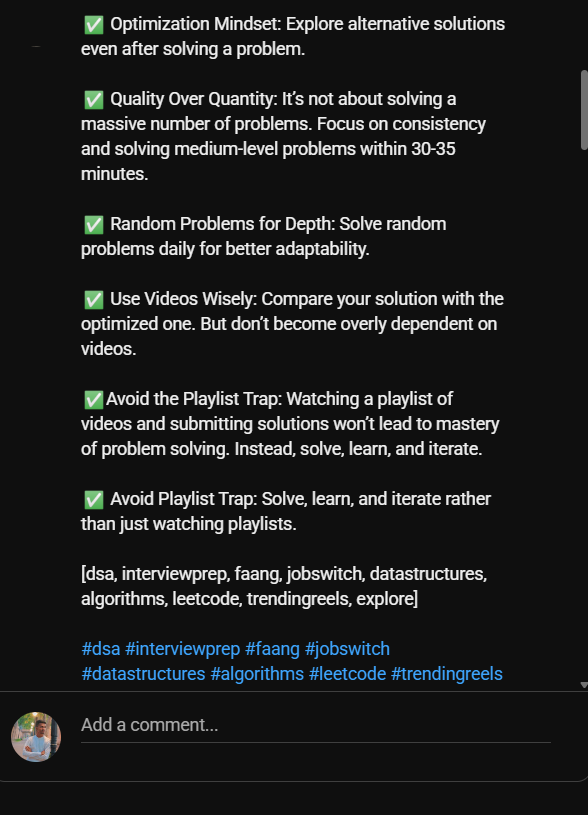 ✅ Optimization Mindset: Explore alternative solutions
even after solving a problem.
✅ Quality Over Quantity: It’s not about solving a
massive number of problems. Focus on consistency
and solving medium-level problems within 30-35
minutes.
✅ Random Problems for Depth: Solve random
problems daily for better adaptability.
✅ Use Videos Wisely: Compare your solution with the
optimized one. But don’t become overly dependent on
videos.
✅Avoid the Playlist Trap: Watching a playlist of
videos and submitting solutions won’t lead to mastery
of problem solving. Instead, solve, learn, and iterate.
✅ Avoid Playlist Trap: Solve, learn, and iterate rather
than just watching playlists.
[dsa, interviewprep, faang, jobswitch, datastructures,
algorithms, leetcode, trendingreels, explore]
#dsa #interviewprep #faang #jobswitch
#datastructures #algorithms #leetcode #trendingreels
Add a comment...